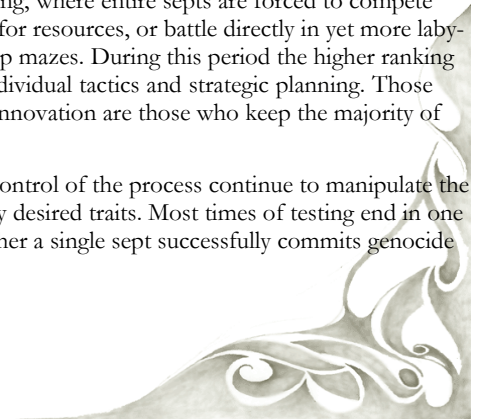 ng, where entire septs are forced to compete
for resources, or battle directly in yet more laby-
p mazes. During this period the higher ranking
dividual tactics and strategic planning. Those
nnovation are those who keep the majority of
ontrol of the process continue to manipulate the
y desired traits. Most times of testing end in one
her a single sept successfully commits genocide